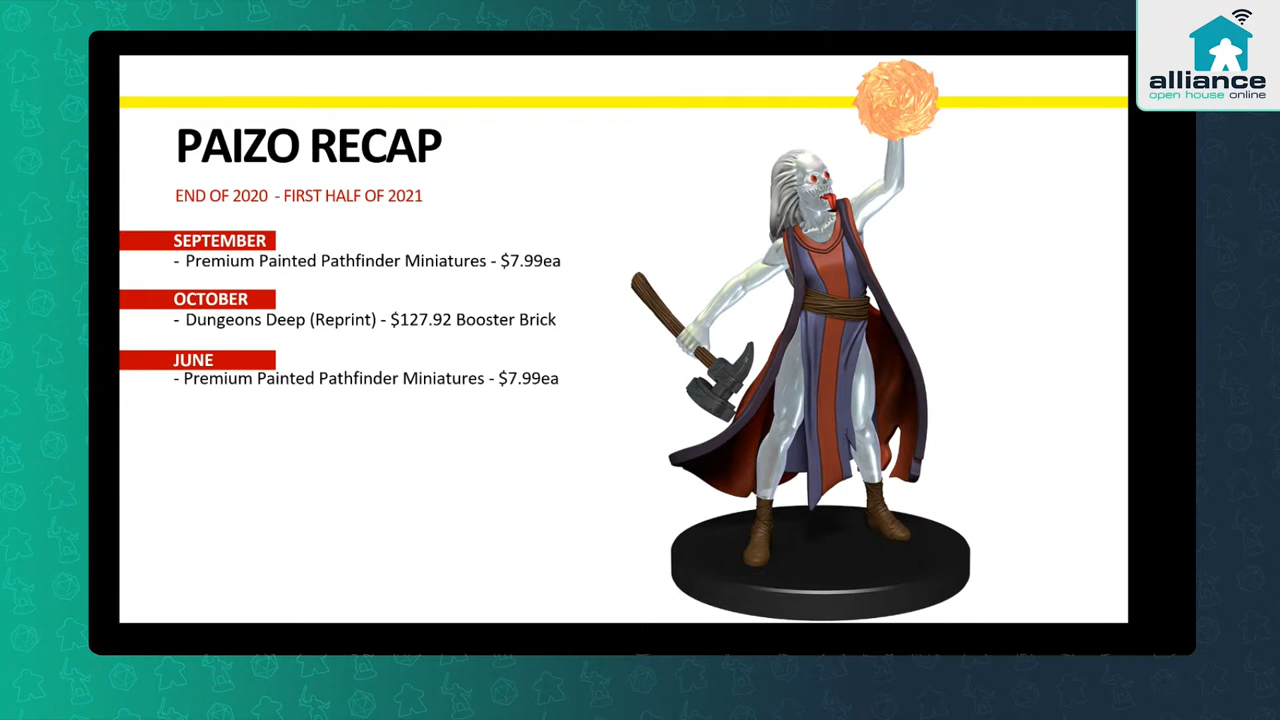 alliance
open house online
PAIZO RECAP
END OF 2020 - FIRST HALF OF 2021
SEPTEMBER
- Premium Painted Pathfinder Miniatures - $7.99ea
OCTOBER
- Dungeons Deep (Reprint) - $127.92 Booster Brick
JUNE
- Premium Painted Pathfinder Miniatures - $7.99ea